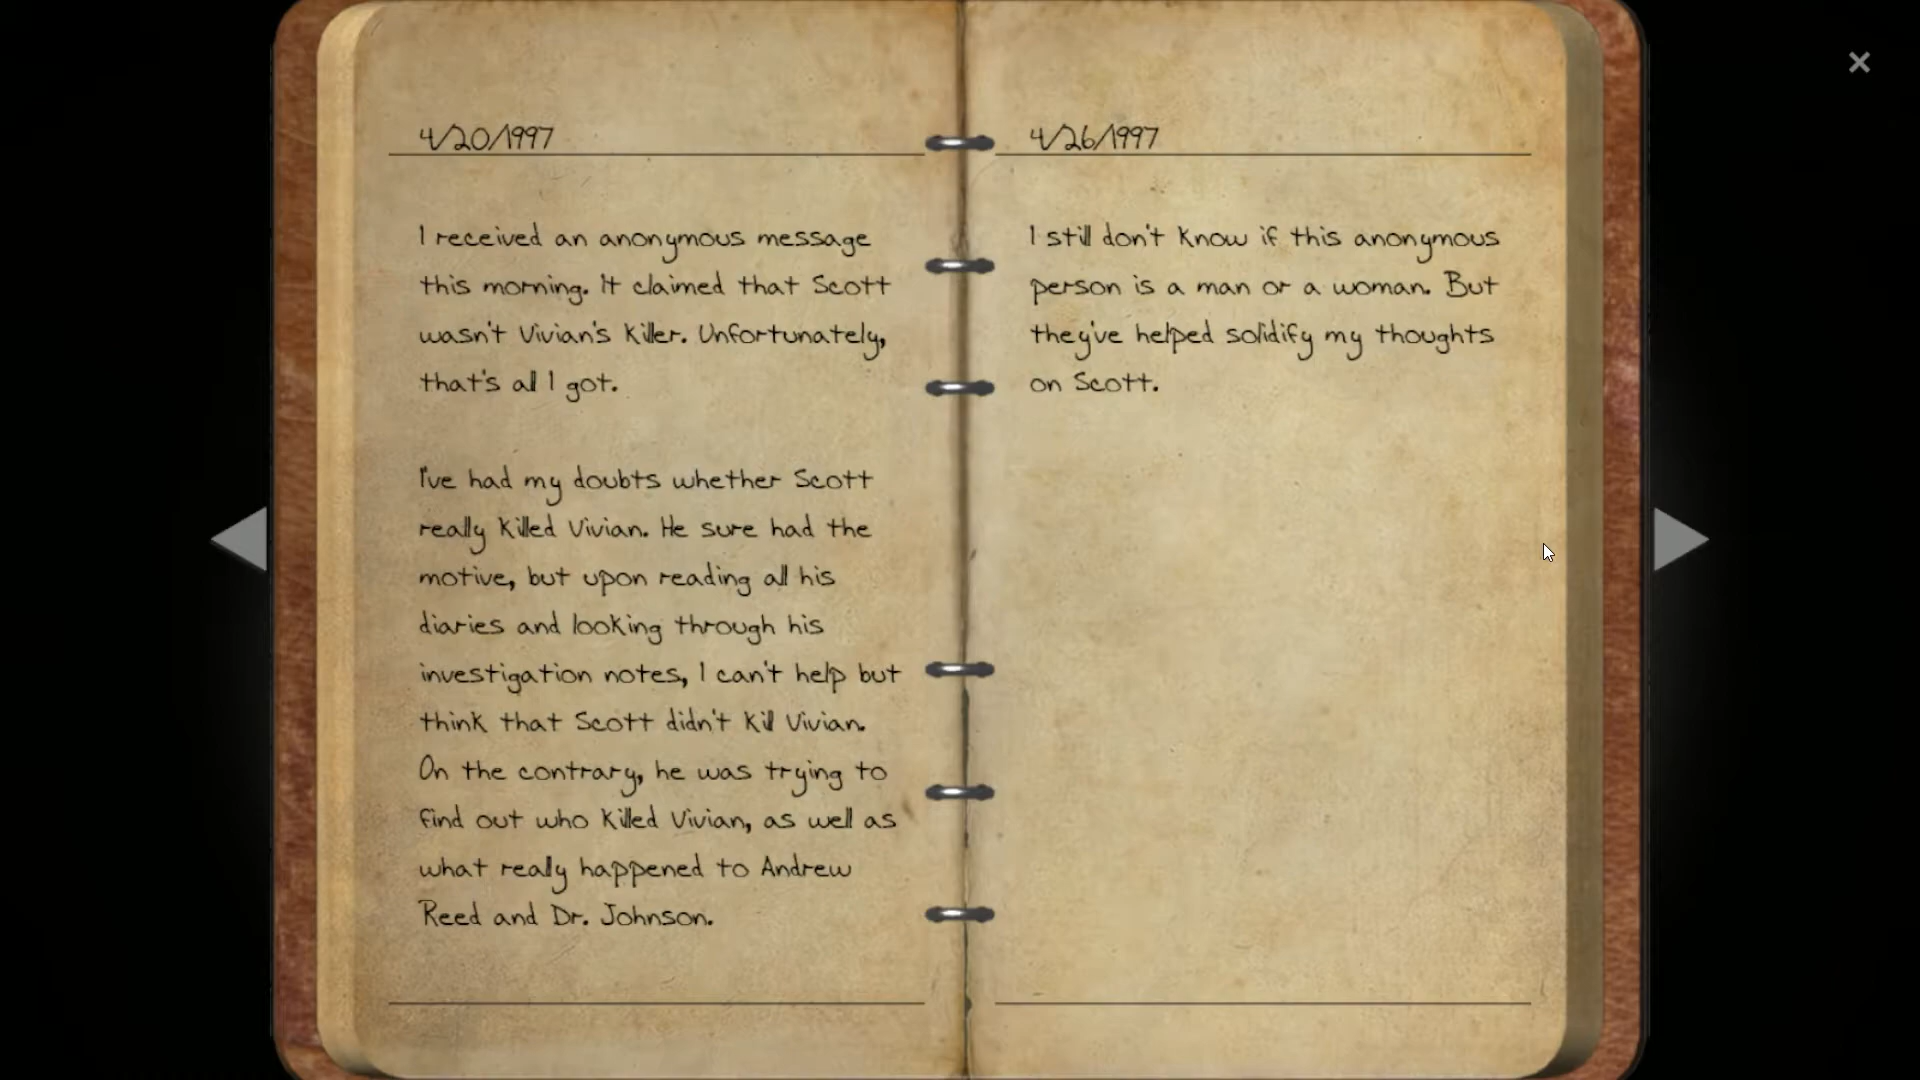 4/20/1997
I received an anonymous message
this morning. It claimed that Scott
wasn't Vivian's killer. Unfortunately,
that's all I got.
I've had my doubts whether Scott
really killed Vivian. He sure had the
motive, but upon reading all his
diaries and looking through his
investigation notes, I can't help but
think that Scott didn't kill Vivian.
On the contrary, he was trying to
find out who killed Vivian, as well as
what really happened to Andrew
Reed and Dr. Johnson.
4/26/1997
I still don't know if this anonymous
person is a man or a woman. But
they've helped solidify my thoughts
on Scott.